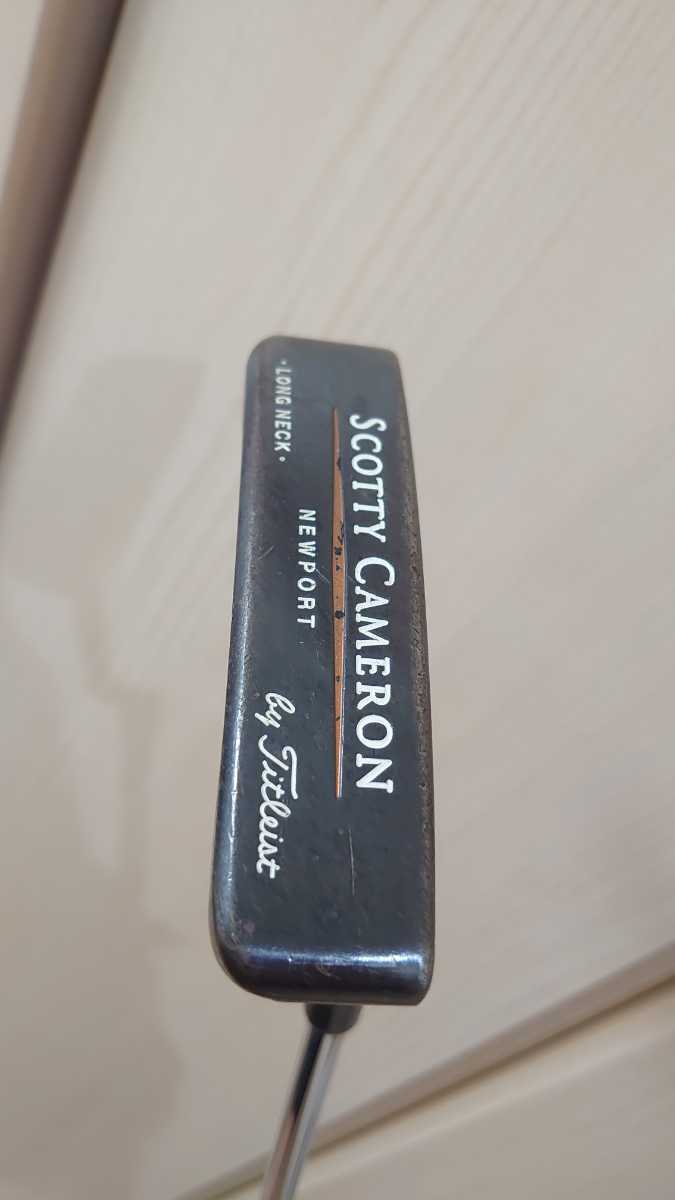 SCOTTY CAMERON
NEWPORT
·LONG NECK·
by Titleist